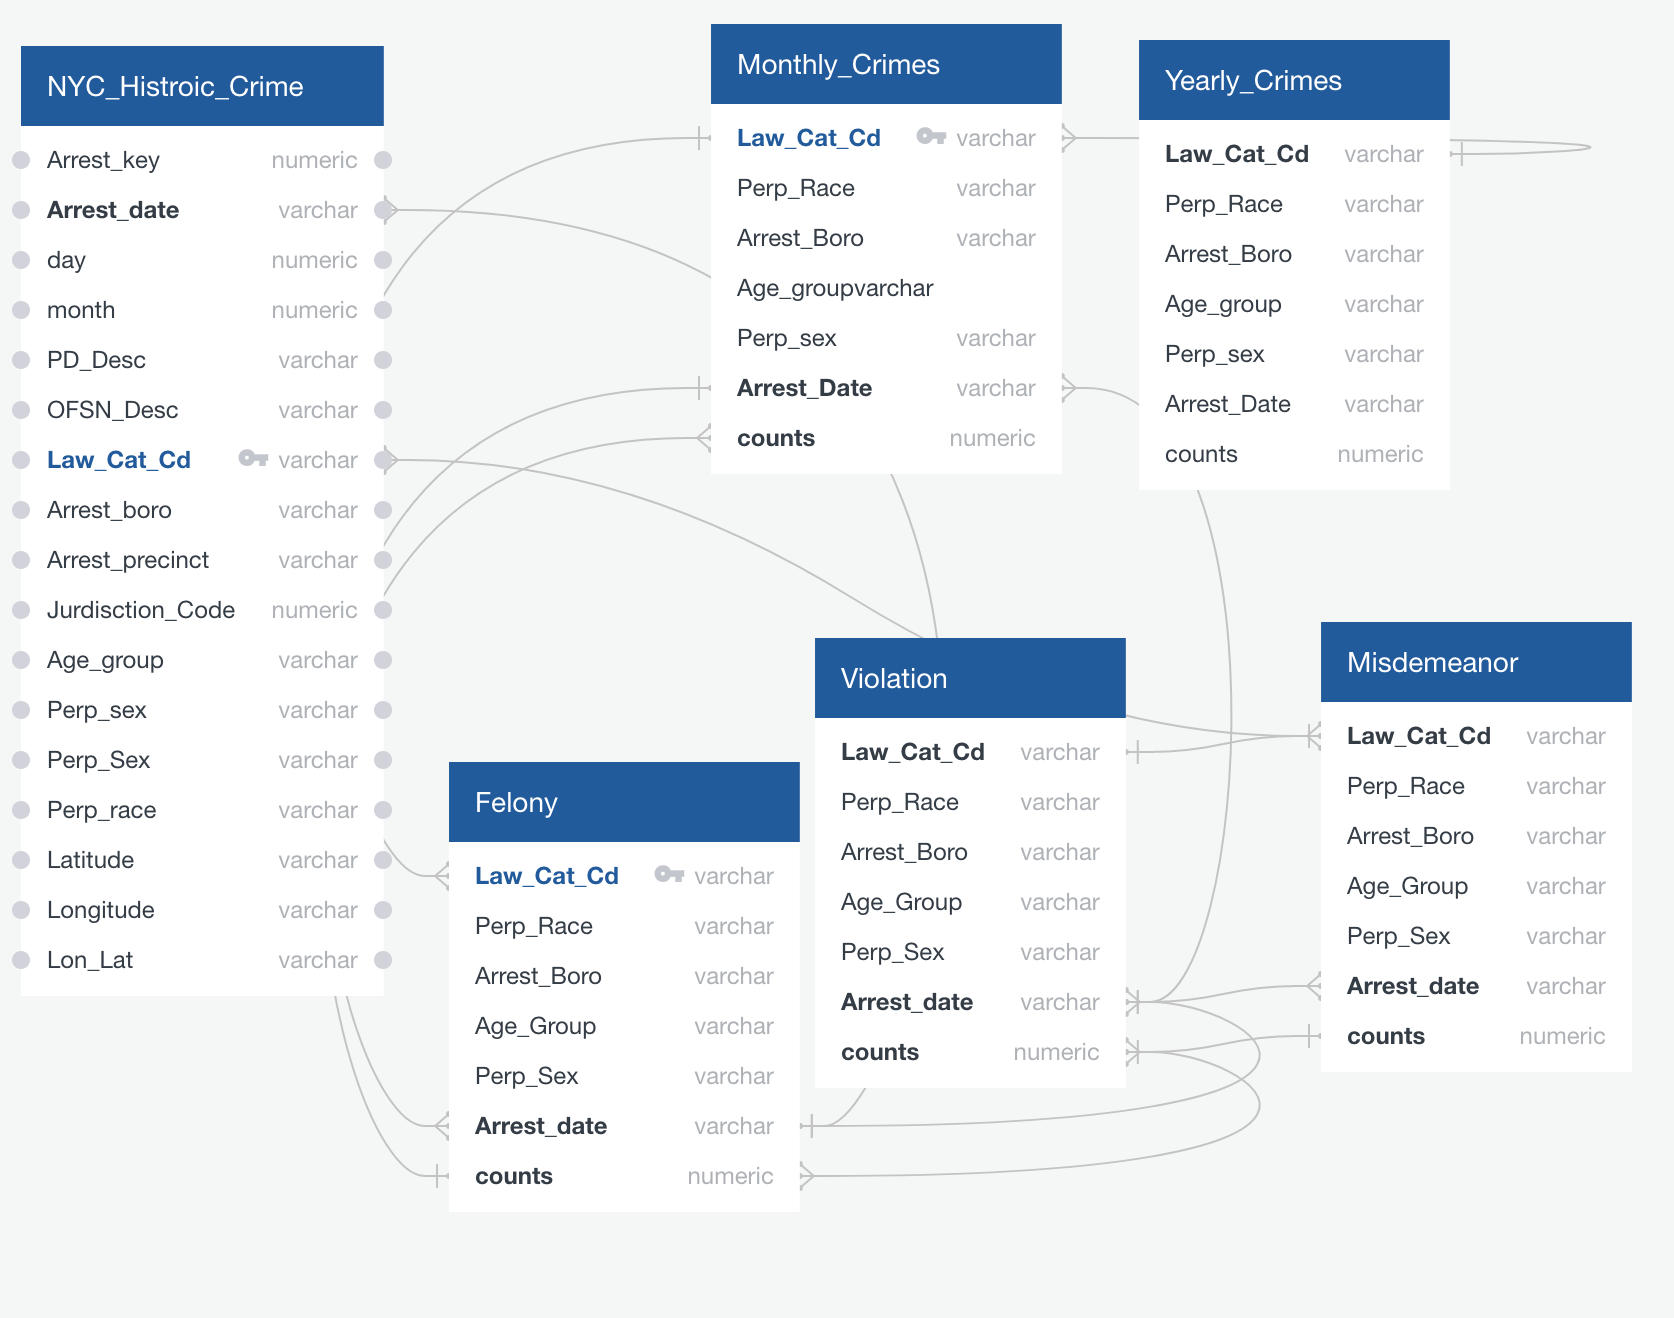 NYC_Histroic_Crime
Arrest_key numeric
Arrest_date varchar
day numeric
month numeric
PD_Desc varchar
OFSN_Desc varchar
Law_Cat_Cd varchar
Arrest_boro varchar
Arrest_precinct varchar
Jurdisction_Code numeric
Age_group varchar
Perp_sex varchar
Perp_Sex varchar
Perp_race varchar
Latitude varchar
Longitude varchar
Lon_Lat varchar
Monthly_Crimes
Law_Cat_Cd varchar
Perp_Race varchar
Arrest_Boro varchar
Age_groupvarchar
Perp_sex varchar
Arrest_Date varchar
counts numeric
Yearly_Crimes
Law_Cat_Cd varchar
Perp_Race varchar
Arrest_Boro varchar
Age_group varchar
Perp_sex varchar
Arrest_Date varchar
counts numeric
Felony
Law_Cat_Cd varchar
Perp_Race varchar
Arrest_Boro varchar
Age_Group varchar
Perp_Sex varchar
Arrest_date varchar
counts numeric
Violation
Law_Cat_Cd varchar
Perp_Race varchar
Arrest_Boro varchar
Age_Group varchar
Perp_Sex varchar
Arrest_date varchar
counts numeric
Misdemeanor
Law_Cat_Cd varchar
Perp_Race varchar
Arrest_Boro varchar
Age_Group varchar
Perp_Sex varchar
Arrest_date varchar
counts numeric